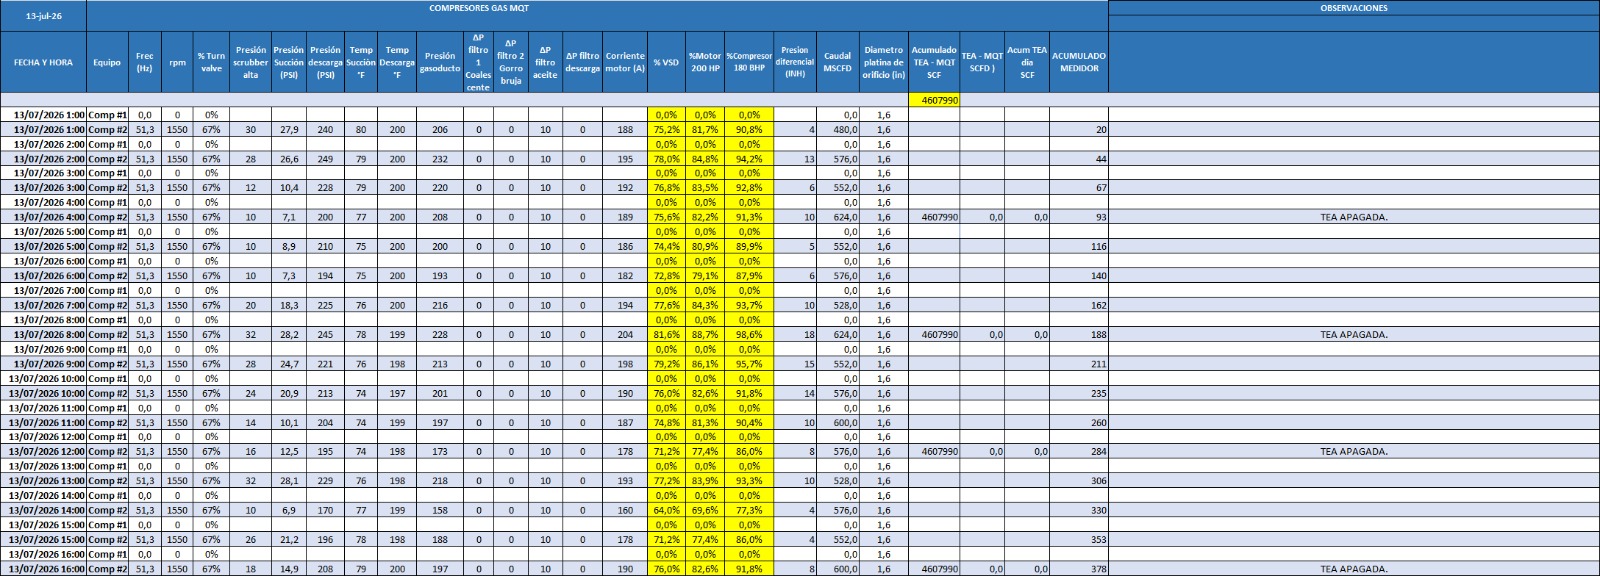 13-jul-26 COMPRESORES GAS MQT OBSERVACIONES
FECHA Y HORA Equipo Frec (Hz) rpm % Turn valve Presión scrubber alta Presión Succión (PSI) Presión descarga (PSI) Temp Succión °F Temp Descarga °F Presión gasoducto ΔP filtro 1 Coales cente ΔP filtro 2 Gorro bruja ΔP filtro aceite ΔP filtro descarga Corriente motor (A) % VSD %Motor 200 HP %Compresor 180 BHP Presion diferencial (INH) Caudal MSCFD Diametro platina de orificio (in) Acumulado TEA - MQT SCF TEA - MQT SCFD ) Acum TEA dia SCF ACUMULADO MEDIDOR
4607990
13/07/2026 1:00 Comp #1 0,0 0 0% 0,0% 0,0% 0,0% 0,0 1,6
13/07/2026 1:00 Comp #2 51,3 1550 67% 30 27,9 240 80 200 206 0 0 10 0 188 75,2% 81,7% 90,8% 4 480,0 1,6 20
13/07/2026 2:00 Comp #1 0,0 0 0% 0,0% 0,0% 0,0% 0,0 1,6
13/07/2026 2:00 Comp #2 51,3 1550 67% 28 26,6 249 79 200 232 0 0 10 0 195 78,0% 84,8% 94,2% 13 576,0 1,6 44
13/07/2026 3:00 Comp #1 0,0 0 0% 0,0% 0,0% 0,0% 0,0 1,6
13/07/2026 3:00 Comp #2 51,3 1550 67% 12 10,4 228 79 200 220 0 0 10 0 192 76,8% 83,5% 92,8% 6 552,0 1,6 67
13/07/2026 4:00 Comp #1 0,0 0 0% 0,0% 0,0% 0,0% 0,0 1,6
13/07/2026 4:00 Comp #2 51,3 1550 67% 10 7,1 200 77 200 208 0 0 10 0 189 75,6% 82,2% 91,3% 10 624,0 1,6 4607990 0,0 0,0 93 TEA APAGADA.
13/07/2026 5:00 Comp #1 0,0 0 0% 0,0% 0,0% 0,0% 0,0 1,6
13/07/2026 5:00 Comp #2 51,3 1550 67% 10 8,9 210 75 200 200 0 0 10 0 186 74,4% 80,9% 89,9% 5 552,0 1,6 116
13/07/2026 6:00 Comp #1 0,0 0 0% 0,0% 0,0% 0,0% 0,0 1,6
13/07/2026 6:00 Comp #2 51,3 1550 67% 10 7,3 194 75 200 193 0 0 10 0 182 72,8% 79,1% 87,9% 6 576,0 1,6 140
13/07/2026 7:00 Comp #1 0,0 0 0% 0,0% 0,0% 0,0% 0,0 1,6
13/07/2026 7:00 Comp #2 51,3 1550 67% 20 18,3 225 76 200 216 0 0 10 0 194 77,6% 84,3% 93,7% 10 528,0 1,6 162
13/07/2026 8:00 Comp #1 0,0 0 0% 0,0% 0,0% 0,0% 0,0 1,6
13/07/2026 8:00 Comp #2 51,3 1550 67% 32 28,2 245 78 199 228 0 0 10 0 204 81,6% 88,7% 98,6% 18 624,0 1,6 4607990 0,0 0,0 188 TEA APAGADA.
13/07/2026 9:00 Comp #1 0,0 0 0% 0,0% 0,0% 0,0% 0,0 1,6
13/07/2026 9:00 Comp #2 51,3 1550 67% 28 24,7 221 76 198 213 0 0 10 0 198 79,2% 86,1% 95,7% 15 552,0 1,6 211
13/07/2026 10:00 Comp #1 0,0 0 0% 0,0% 0,0% 0,0% 0,0 1,6
13/07/2026 10:00 Comp #2 51,3 1550 67% 24 20,9 213 74 197 201 0 0 10 0 190 76,0% 82,6% 91,8% 14 576,0 1,6 235
13/07/2026 11:00 Comp #1 0,0 0 0% 0,0% 0,0% 0,0% 0,0 1,6
13/07/2026 11:00 Comp #2 51,3 1550 67% 14 10,1 204 74 199 197 0 0 10 0 187 74,8% 81,3% 90,4% 10 600,0 1,6 260
13/07/2026 12:00 Comp #1 0,0 0 0% 0,0% 0,0% 0,0% 0,0 1,6
13/07/2026 12:00 Comp #2 51,3 1550 67% 16 12,5 195 74 198 173 0 0 10 0 178 71,2% 77,4% 86,0% 8 576,0 1,6 4607990 0,0 0,0 284 TEA APAGADA.
13/07/2026 13:00 Comp #1 0,0 0 0% 0,0% 0,0% 0,0% 0,0 1,6
13/07/2026 13:00 Comp #2 51,3 1550 67% 32 28,1 229 76 198 218 0 0 10 0 193 77,2% 83,9% 93,3% 10 528,0 1,6 306
13/07/2026 14:00 Comp #1 0,0 0 0% 0,0% 0,0% 0,0% 0,0 1,6
13/07/2026 14:00 Comp #2 51,3 1550 67% 10 6,9 170 77 199 158 0 0 10 0 160 64,0% 69,6% 77,3% 4 576,0 1,6 330
13/07/2026 15:00 Comp #1 0,0 0 0% 0,0% 0,0% 0,0% 0,0 1,6
13/07/2026 15:00 Comp #2 51,3 1550 67% 26 21,2 196 78 198 188 0 0 10 0 178 71,2% 77,4% 86,0% 4 552,0 1,6 353
13/07/2026 16:00 Comp #1 0,0 0 0% 0,0% 0,0% 0,0% 0,0 1,6
13/07/2026 16:00 Comp #2 51,3 1550 67% 18 14,9 208 79 200 197 0 0 10 0 190 76,0% 82,6% 91,8% 8 600,0 1,6 4607990 0,0 0,0 378 TEA APAGADA.